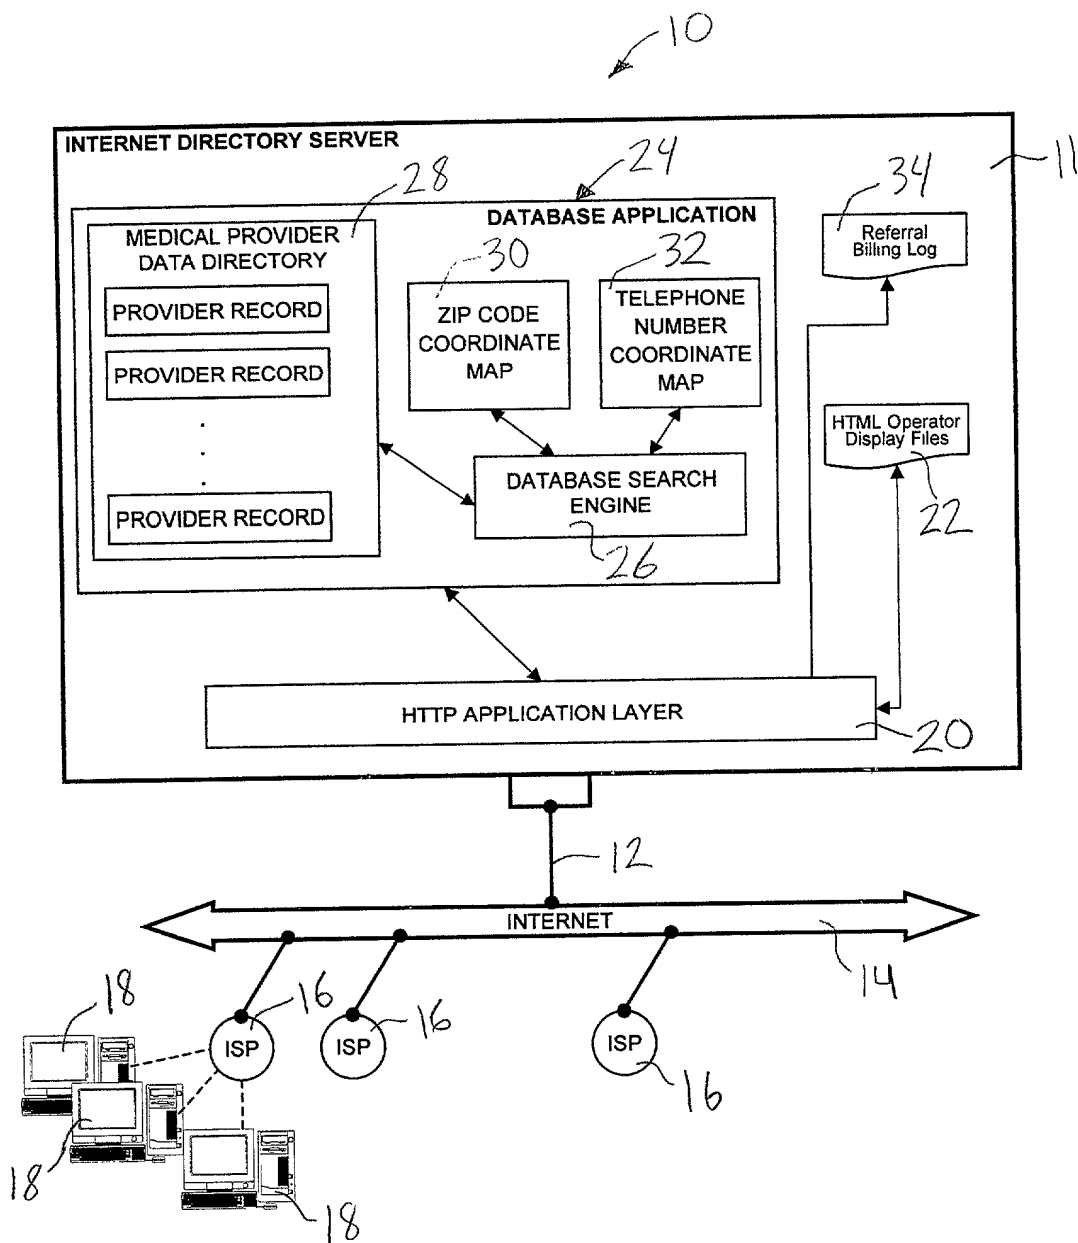 10
INTERNET DIRECTORY SERVER
11
24
28
34
DATABASE APPLICATION
MEDICAL PROVIDER
DATA DIRECTORY
PROVIDER RECORD
PROVIDER RECORD
PROVIDER RECORD
30
ZIP CODE
COORDINATE
MAP
32
TELEPHONE
NUMBER
COORDINATE
MAP
Referral
Billing Log
HTML Operator
Display Files
22
DATABASE SEARCH
ENGINE
26
HTTP APPLICATION LAYER
20
12
INTERNET
14
18
16
16
ISP
ISP
ISP
16
18
18